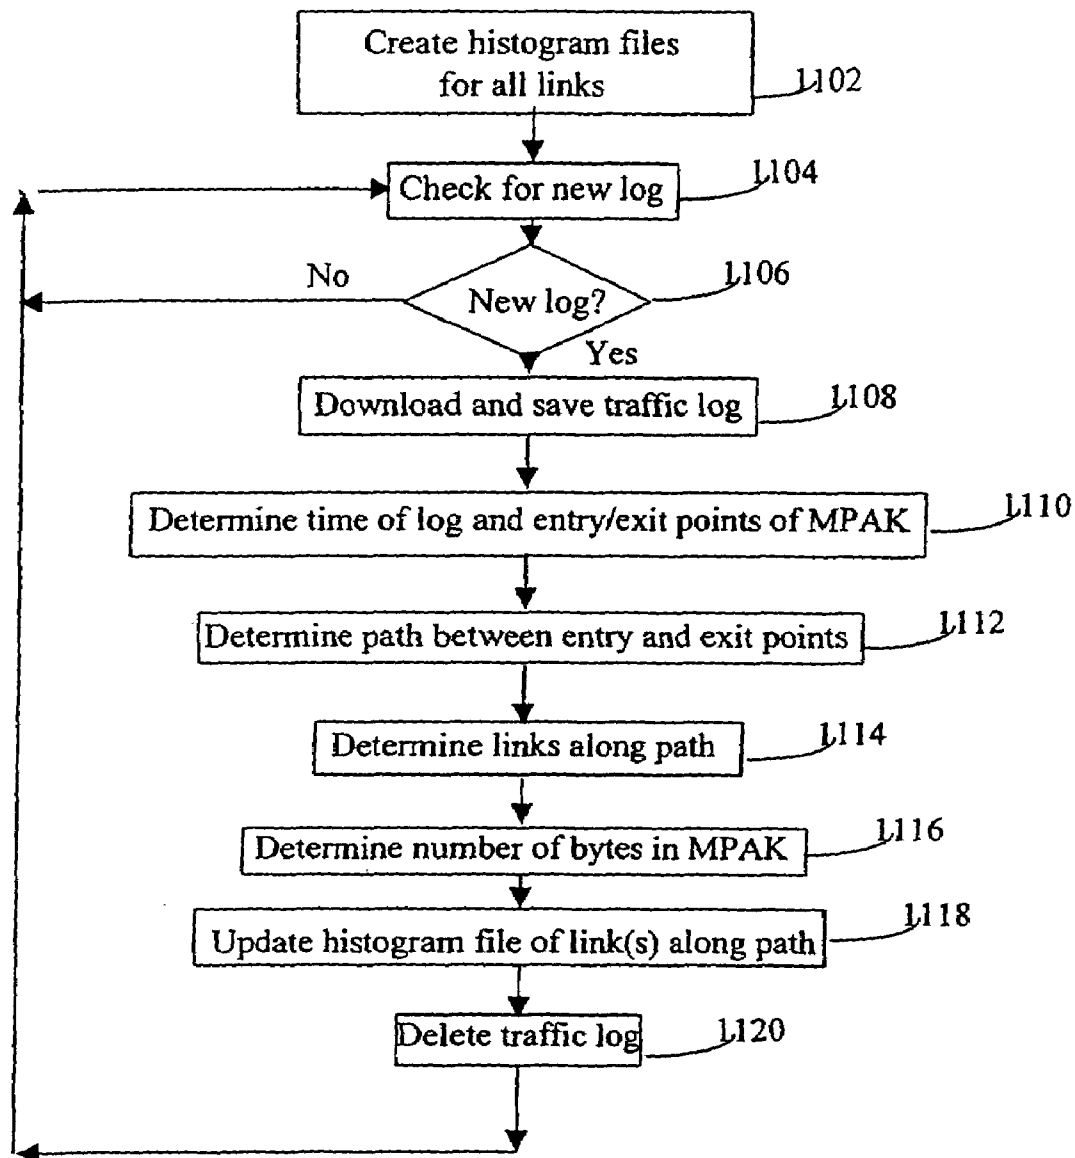 Create histogram files
for all links
1102
Check for new log
1104
No
New log?
1106
Yes
Download and save traffic log
1108
Determine time of log and entry/exit points of MPAK
1110
Determine path between entry and exit points
1112
Determine links along path
1114
Determine number of bytes in MPAK
1116
Update histogram file of link(s) along path
1118
Delete traffic log
1120